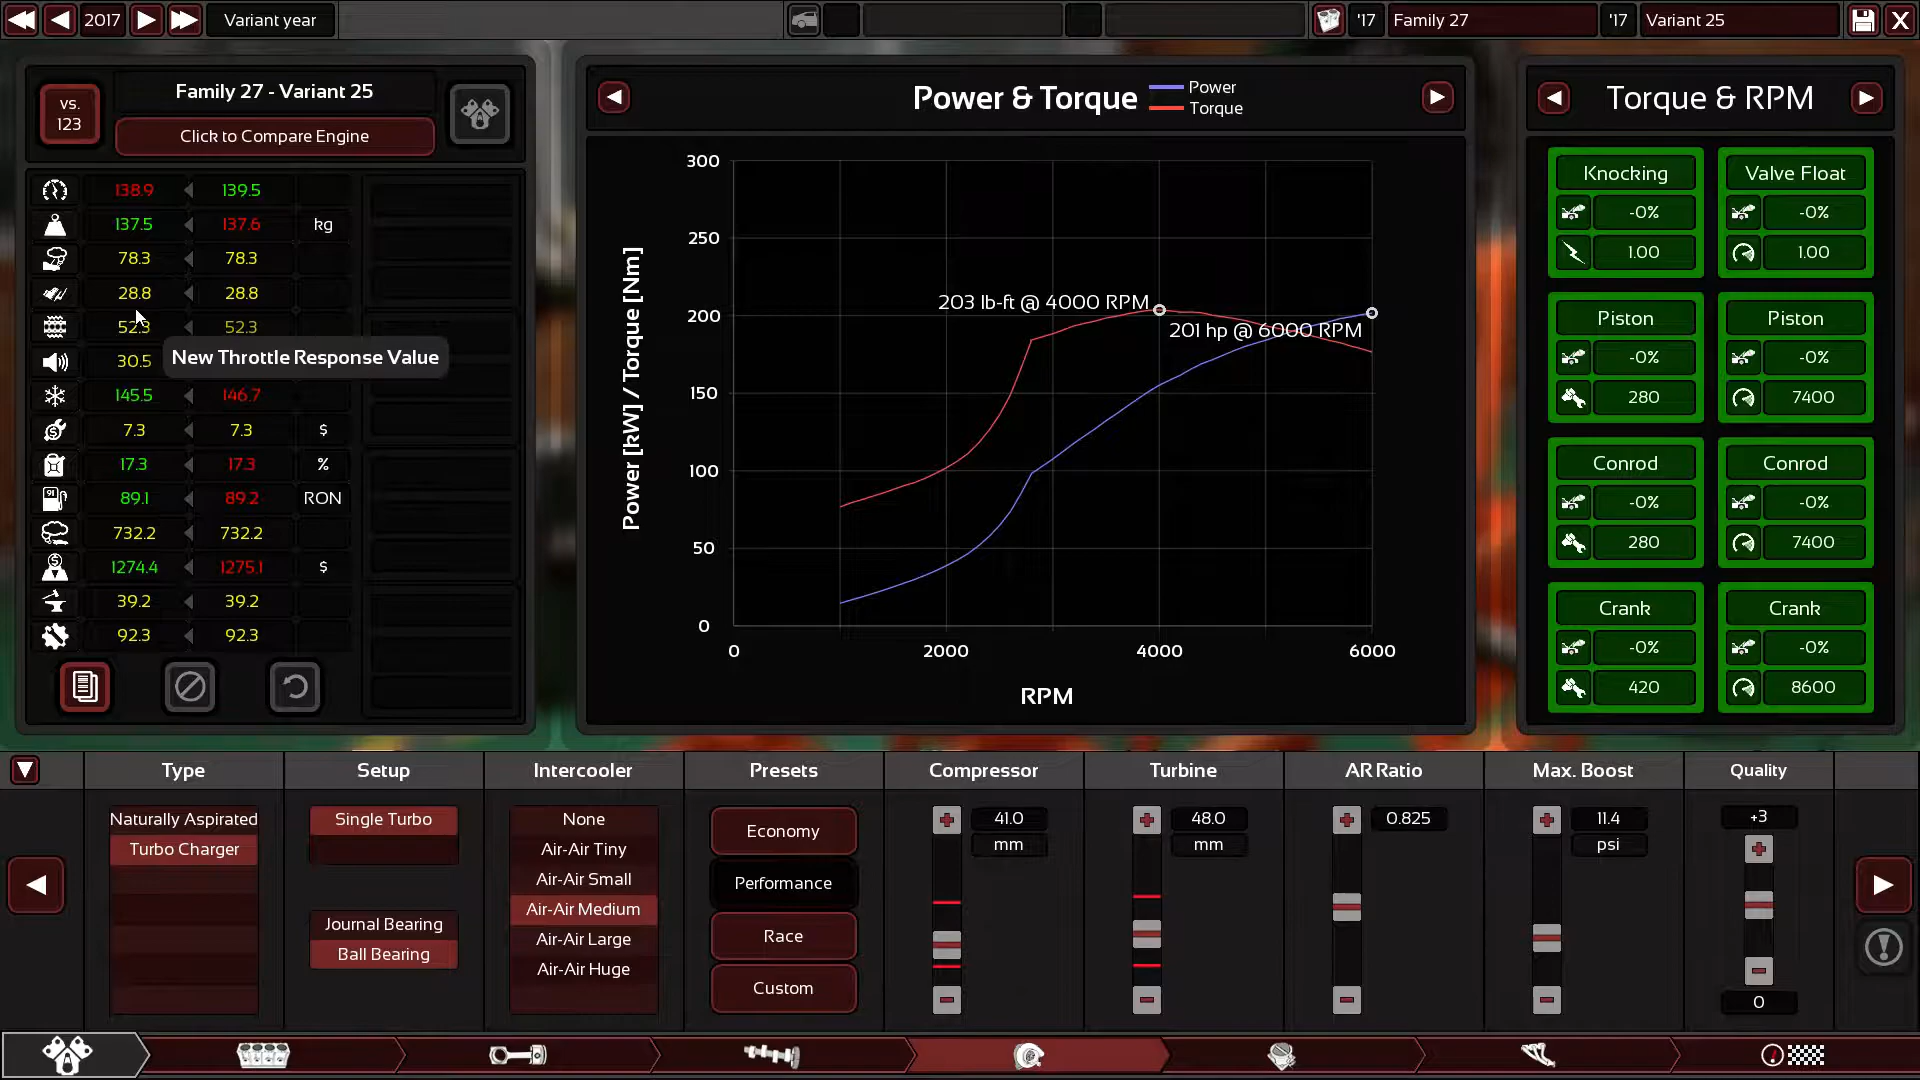 2017
Variant year
'17
Family 27
'17
Variant 25
vs.
123
Family 27 - Variant 25
Click to Compare Engine
138.9 139.5
137.5 137.6 kg
78.3 78.3
28.8 28.8
52.3 52.3
30.5
New Throttle Response Value
145.5 146.7
7.3 7.3 $
17.3 17.3 %
89.1 89.2 RON
732.2 732.2
1274.4 1275.1 $
39.2 39.2
92.3 92.3
Power & Torque
Power
Torque
300
250
200
150
100
50
0
Power [kW] / Torque [Nm]
203 lb-ft @ 4000 RPM
201 hp @ 6000 RPM
0 2000 4000 6000
RPM
Torque & RPM
Knocking Valve Float
-0% -0%
1.00 1.00
Piston Piston
-0% -0%
280 7400
Conrod Conrod
-0% -0%
280 7400
Crank Crank
-0% -0%
420 8600
Type
Naturally Aspirated
Turbo Charger
Setup
Single Turbo
Journal Bearing
Ball Bearing
Intercooler
None
Air-Air Tiny
Air-Air Small
Air-Air Medium
Air-Air Large
Air-Air Huge
Presets
Economy
Performance
Race
Custom
Compressor
41.0
mm
Turbine
48.0
mm
AR Ratio
0.825
Max. Boost
11.4
psi
Quality
+3
0